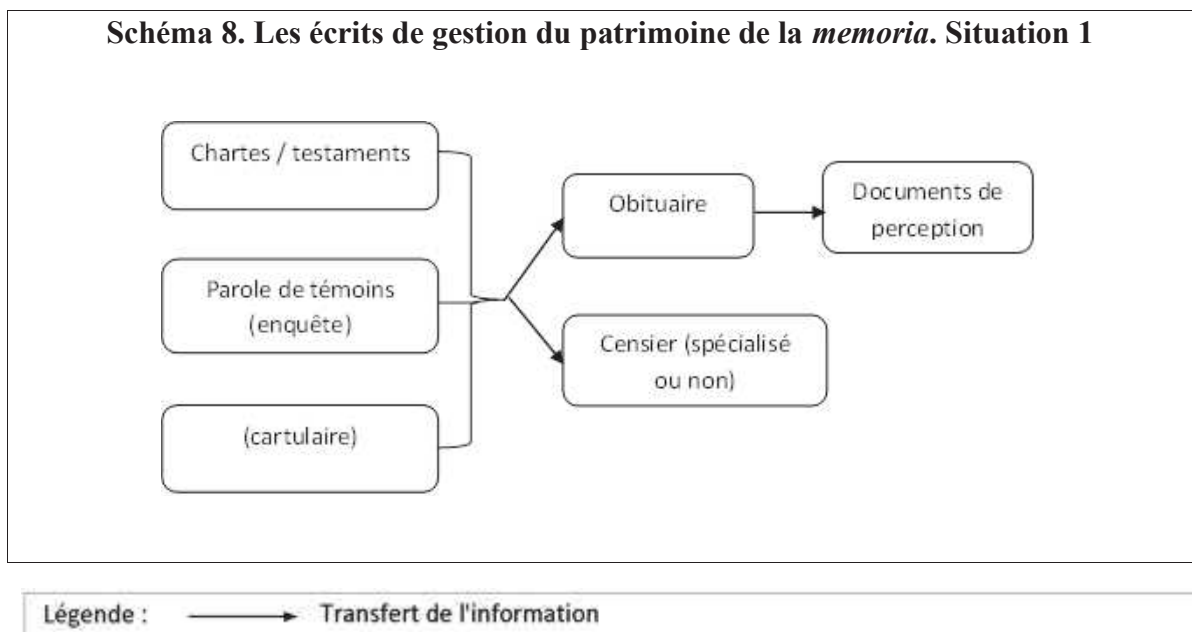 Schéma 8. Les écrits de gestion du patrimoine de la memoria. Situation 1
Chartes / testaments
Parole de témoins
(enquête)
(cartulaire)
Obituaire
Censier (spécialisé
ou non)
Documents de
perception
Légende :
Transfert de l'information